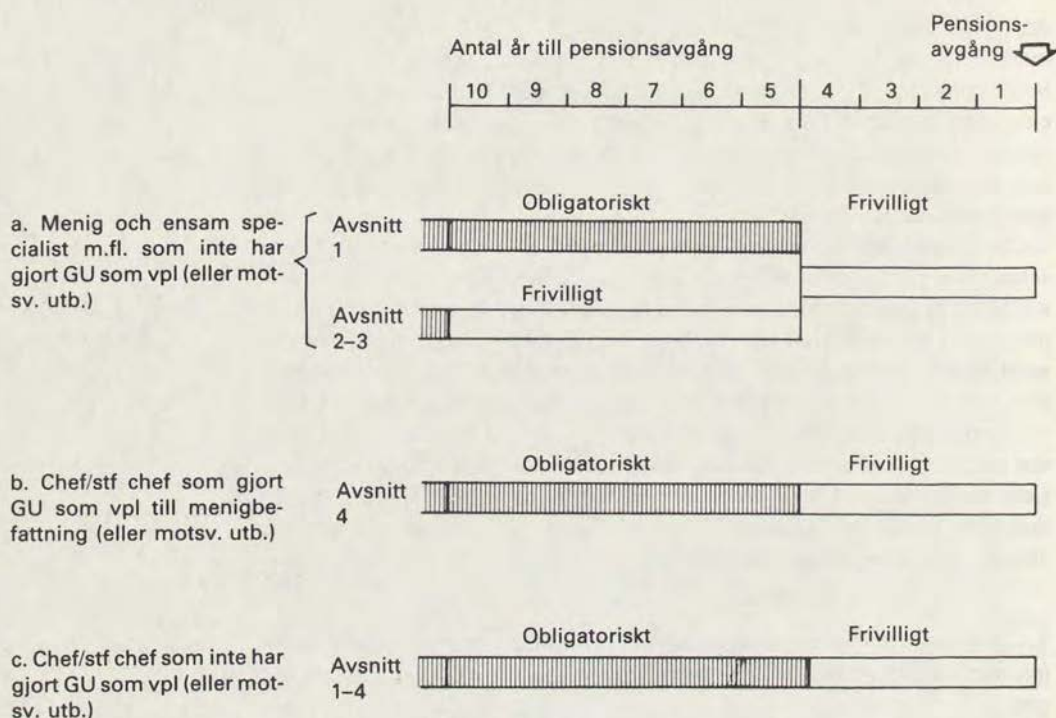 Pensions-
avgång
Antal år till pensionsavgång
10 9 8 7 6 5 4 3 2 1
a. Menig och ensam spe-
cialist m.fl. som inte har
gjort GU som vpl (eller mot-
sv. utb.)
Avsnitt
1
Obligatoriskt
Frivilligt
Avsnitt
2–3
Frivilligt
b. Chef/stf chef som gjort
GU som vpl till menigbe-
fattning (eller motsv. utb.)
Avsnitt
4
Obligatoriskt
Frivilligt
c. Chef/stf chef som inte har
gjort GU som vpl (eller mot-
sv. utb.)
Avsnitt
1–4
Obligatoriskt
Frivilligt